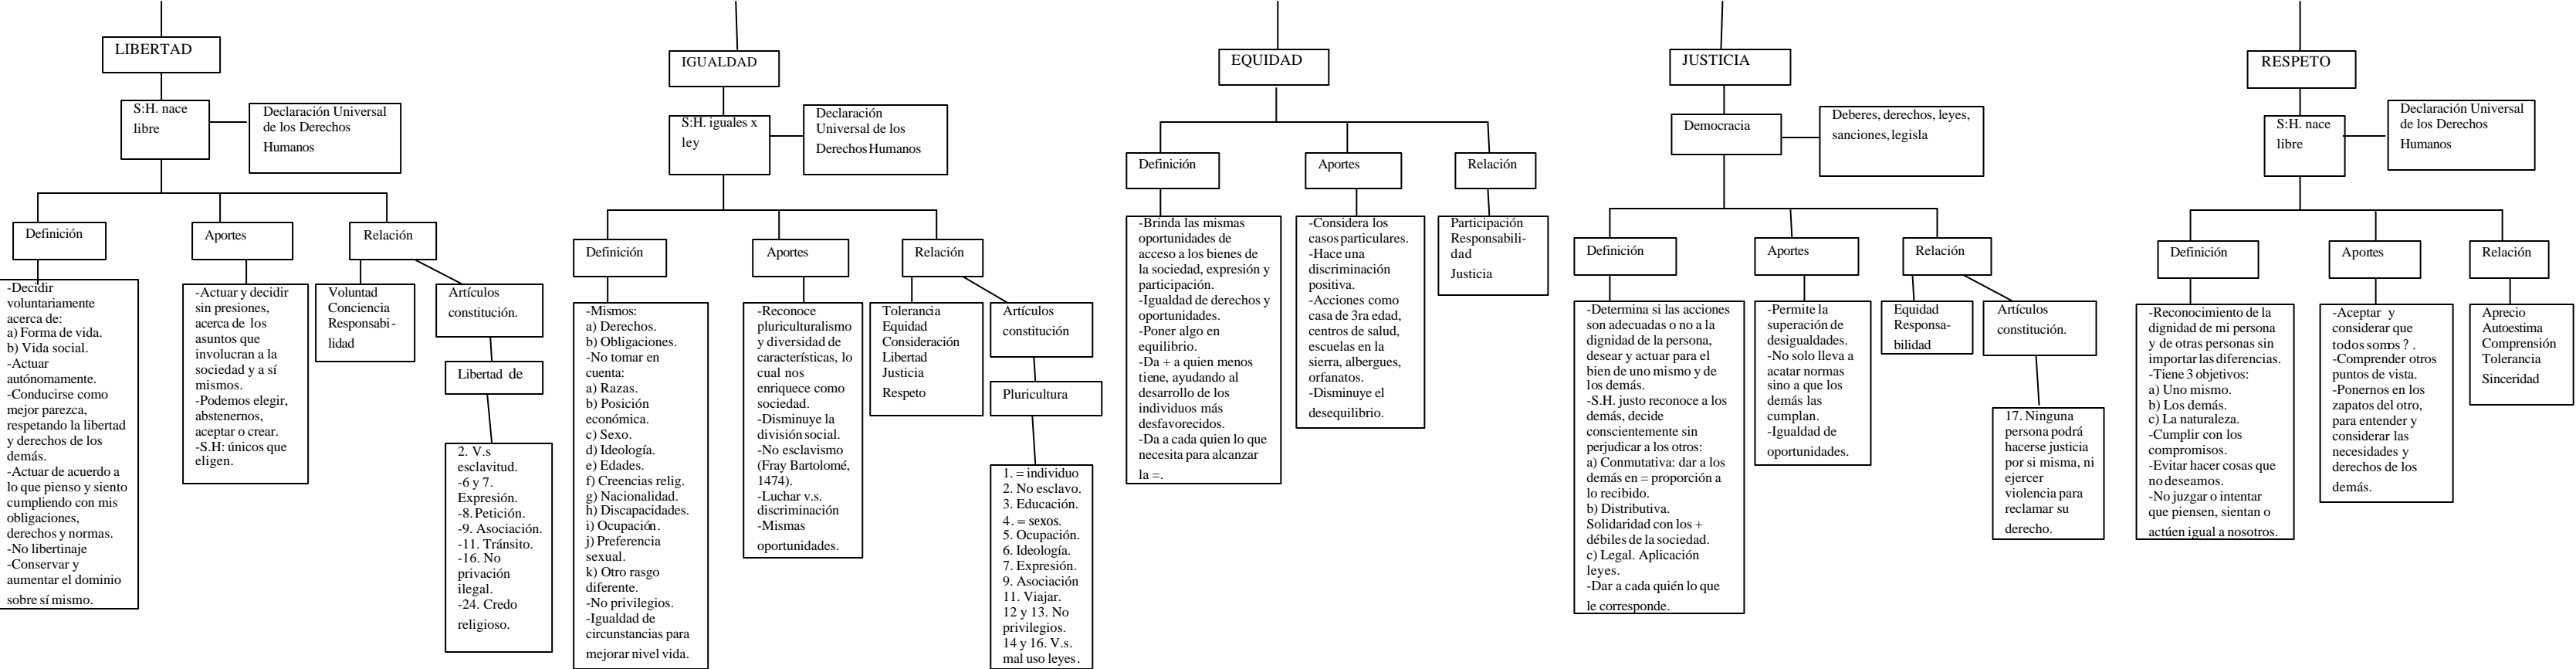 LIBERTAD
S:H. nace
libre
Declaración Universal
de los Derechos
Humanos
Definición
Aportes
Relación
-Decidir
voluntariamente
acerca de:
a) Forma de vida.
b) Vida social.
-Actuar
autónomamente.
-Conducirse como
mejor parezca,
respetando la libertad
y derechos de los
demás.
-Actuar de acuerdo a
lo que pienso y siento
cumpliendo con mis
obligaciones,
derechos y normas.
-No libertinaje
-Conservar y
aumentar el dominio
sobre sí mismo.
-Actuar y decidir
sin presiones,
acerca de los
asuntos que
involucran a la
sociedad y a sí
mismos.
-Podemos elegir,
abstenernos,
aceptar o crear.
-S.H: únicos que
eligen.
Voluntad
Conciencia
Responsabi-
lidad
Artículos
constitución.
Libertad de
2. V.s
esclavitud.
-6 y 7.
Expresión.
-8. Petición.
-9. Asociación.
-11. Tránsito.
-16. No
privación
ilegal.
-24. Credo
religioso.
IGUALDAD
S:H. iguales x
ley
Declaración
Universal de los
Derechos Humanos
Definición
Aportes
Relación
-Mismos:
a) Derechos.
b) Obligaciones.
-No tomar en
cuenta:
a) Razas.
b) Posición
económica.
c) Sexo.
d) Ideología.
e) Edades.
f) Creencias relig.
g) Nacionalidad.
h) Discapacidades.
i) Ocupación.
j) Preferencia
sexual.
k) Otro rasgo
diferente.
-No privilegios.
-Igualdad de
circunstancias para
mejorar nivel vida.
-Reconoce
pluriculturalismo
y diversidad de
características, lo
cual nos
enriquece como
sociedad.
-Disminuye la
división social.
-No esclavismo
(Fray Bartolomé,
1474).
-Luchar v.s.
discriminación
-Mismas
oportunidades.
Tolerancia
Equidad
Consideración
Libertad
Justicia
Respeto
Artículos
constitución
Pluricultura
1. = individuo
2. No esclavo.
3. Educación.
4. = sexos.
5. Ocupación.
6. Ideología.
7. Expresión.
9. Asociación
11. Viajar.
12 y 13. No
privilegios.
14 y 16. V.s.
mal uso leyes.
EQUIDAD
Definición
Aportes
Relación
-Brinda las mismas
oportunidades de
acceso a los bienes de
la sociedad, expresión y
participación.
-Igualdad de derechos y
oportunidades.
-Poner algo en
equilibrio.
-Da + a quien menos
tiene, ayudando al
desarrollo de los
individuos más
desfavorecidos.
-Da a cada quien lo que
necesita para alcanzar
la =.
-Considera los
casos particulares.
-Hace una
discriminación
positiva.
-Acciones como
casa de 3ra edad,
centros de salud,
escuelas en la
sierra, albergues,
orfanatos.
-Disminuye el
desequilibrio.
Participación
Responsabili-
dad
Justicia
JUSTICIA
Democracia
Deberes, derechos, leyes,
sanciones, legisla
Definición
Aportes
Relación
-Determina si las acciones
son adecuadas o no a la
dignidad de la persona,
desear y actuar para el
bien de uno mismo y de
los demás.
-S.H. justo reconoce a los
demás, decide
conscientemente sin
perjudicar a los otros:
a) Conmutativa: dar a los
demás en = proporción a
lo recibido.
b) Distributiva.
Solidaridad con los +
débiles de la sociedad.
c) Legal. Aplicación
leyes.
-Dar a cada quién lo que
le corresponde.
-Permite la
superación de
desigualdades.
-No solo lleva a
acatar normas
sino a que los
demás las
cumplan.
-Igualdad de
oportunidades.
Equidad
Responsa-
bilidad
Artículos
constitución.
17. Ninguna
persona podrá
hacerse justicia
por si misma, ni
ejercer
violencia para
reclamar su
derecho.
RESPETO
S:H. nace
libre
Declaración Universal
de los Derechos
Humanos
Definición
Aportes
Relación
-Reconocimiento de la
dignidad de mi persona
y de otras personas sin
importar las diferencias.
-Tiene 3 objetivos:
a) Uno mismo.
b) Los demás.
c) La naturaleza.
-Cumplir con los
compromisos.
-Evitar hacer cosas que
no deseamos.
-No juzgar o intentar
que piensen, sientan o
actúen igual a nosotros.
-Aceptar y
considerar que
todos somos ? .
-Comprender otros
puntos de vista.
-Ponernos en los
zapatos del otro,
para entender y
considerar las
necesidades y
derechos de los
demás.
Aprecio
Autoestima
Comprensión
Tolerancia
Sinceridad